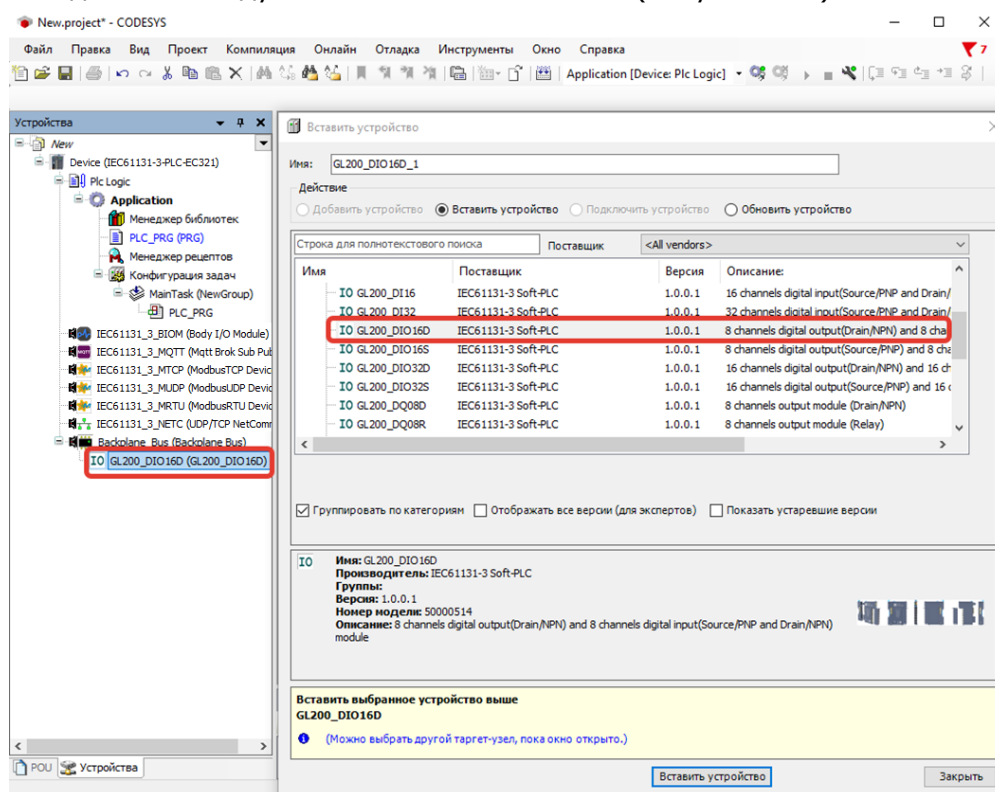 New.project* - CODESYS
Файл Правка Вид Проект Компиляция Онлайн Отладка Инструменты Окно Справка
7
Application [Device: Plc Logic]
Устройства
New
Device (IEC61131-3-PLC-EC321)
Plc Logic
Application
Менеджер библиотек
PLC_PRG (PRG)
Менеджер рецептов
Конфигурация задач
MainTask (NewGroup)
PLC_PRG
IEC61131_3_BIOM (Body I/O Module)
IEC61131_3_MQTT (Mqtt Brok Sub Pub
IEC61131_3_MTCP (ModbusTCP Devic
IEC61131_3_MUDP (ModbusUDP Devic
IEC61131_3_MRTU (ModbusRTU Devic
IEC61131_3_NETC (UDP/TCP NetComm
Backplane_Bus (Backplane Bus)
IO GL200_DIO16D (GL200_DIO16D)
POU Устройства
Вставить устройство
Имя: GL200_DIO16D_1
Действие
Добавить устройство Вставить устройство Подключить устройство Обновить устройство
Строка для полнотекстового поиска Поставщик <All vendors>
Имя Поставщик Версия Описание:
IO GL200_DI16 IEC61131-3 Soft-PLC 1.0.0.1 16 channels digital input(Source/PNP and Drain/
IO GL200_DI32 IEC61131-3 Soft-PLC 1.0.0.1 32 channels digital input(Source/PNP and Drain/
IO GL200_DIO16D IEC61131-3 Soft-PLC 1.0.0.1 8 channels digital output(Drain/NPN) and 8 cha
IO GL200_DIO16S IEC61131-3 Soft-PLC 1.0.0.1 8 channels digital output(Source/PNP) and 8 cha
IO GL200_DIO32D IEC61131-3 Soft-PLC 1.0.0.1 16 channels digital output(Drain/NPN) and 16 ch
IO GL200_DIO32S IEC61131-3 Soft-PLC 1.0.0.1 16 channels digital output(Source/PNP) and 16 c
IO GL200_DQ08D IEC61131-3 Soft-PLC 1.0.0.1 8 channels output module (Drain/NPN)
IO GL200_DQ08R IEC61131-3 Soft-PLC 1.0.0.1 8 channels output module (Relay)
Группировать по категориям Отображать все версии (для экспертов) Показать устаревшие версии
IO Имя: GL200_DIO16D
Производитель: IEC61131-3 Soft-PLC
Группы:
Версия: 1.0.0.1
Номер модели: 50000514
Описание: 8 channels digital output(Drain/NPN) and 8 channels digital input(Source/PNP and Drain/NPN)
module
Вставить выбранное устройство выше
GL200_DIO16D
(Можно выбрать другой таргет-узел, пока окно открыто.)
Вставить устройство Закрыть